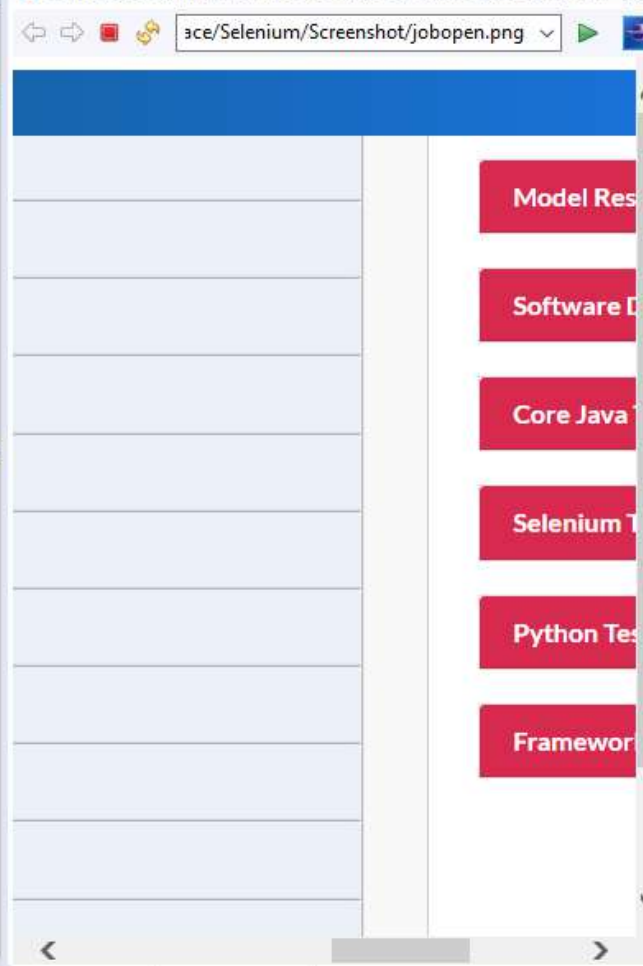 ace/Selenium/Screenshot/jobopen.png
Model Res
Software
Core Java
Selenium
Python Tes
Framewor